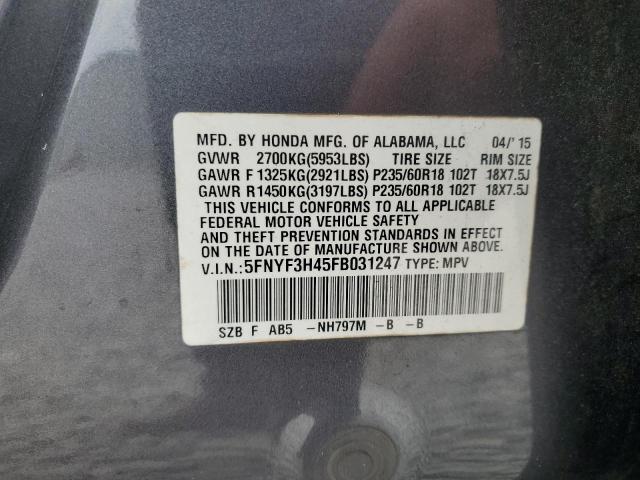 MFD. BY HONDA MFG. OF ALABAMA, LLC 04/'15
GVWR 2700KG(5953LBS) TIRE SIZE RIM SIZE
GAWR F 1325KG(2921LBS) P235/60R18 102T 18X7.5J
GAWR R 1450KG(3197LBS) P235/60R18 102T 18X7.5J
THIS VEHICLE CONFORMS TO ALL APPLICABLE
FEDERAL MOTOR VEHICLE SAFETY
AND THEFT PREVENTION STANDARDS IN EFFECT
ON THE DATE OF MANUFACTURE SHOWN ABOVE.
V.I.N.:5FNYF3H45FB031247 TYPE: MPV
SZB F AB5 -NH797M -B -B